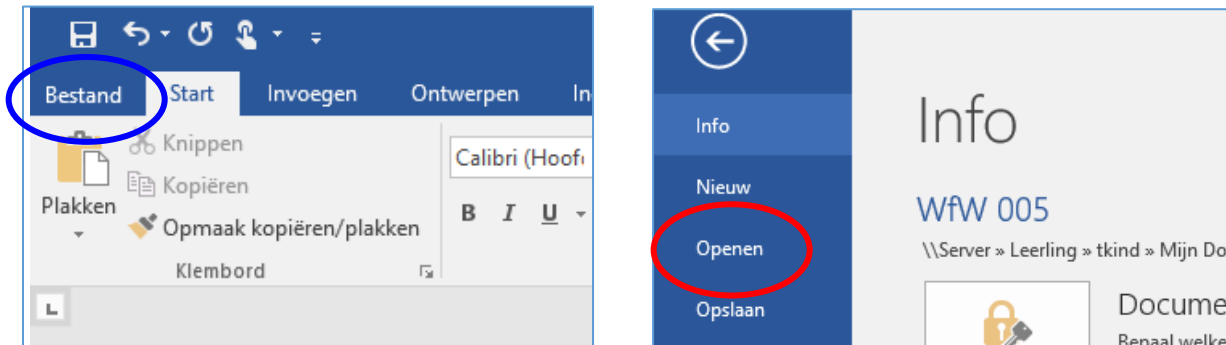 Bestand Start Invoegen Ontwerpen In
Knippen
Kopiëren
Plakken
Opmaak kopiëren/plakken
Klembord
Calibri (Hoof
B I U
Info
Nieuw
Openen
Opslaan
Info
WfW 005
\\Server » Leerling » tkind » Mijn Do
Docume
Bepaal welke